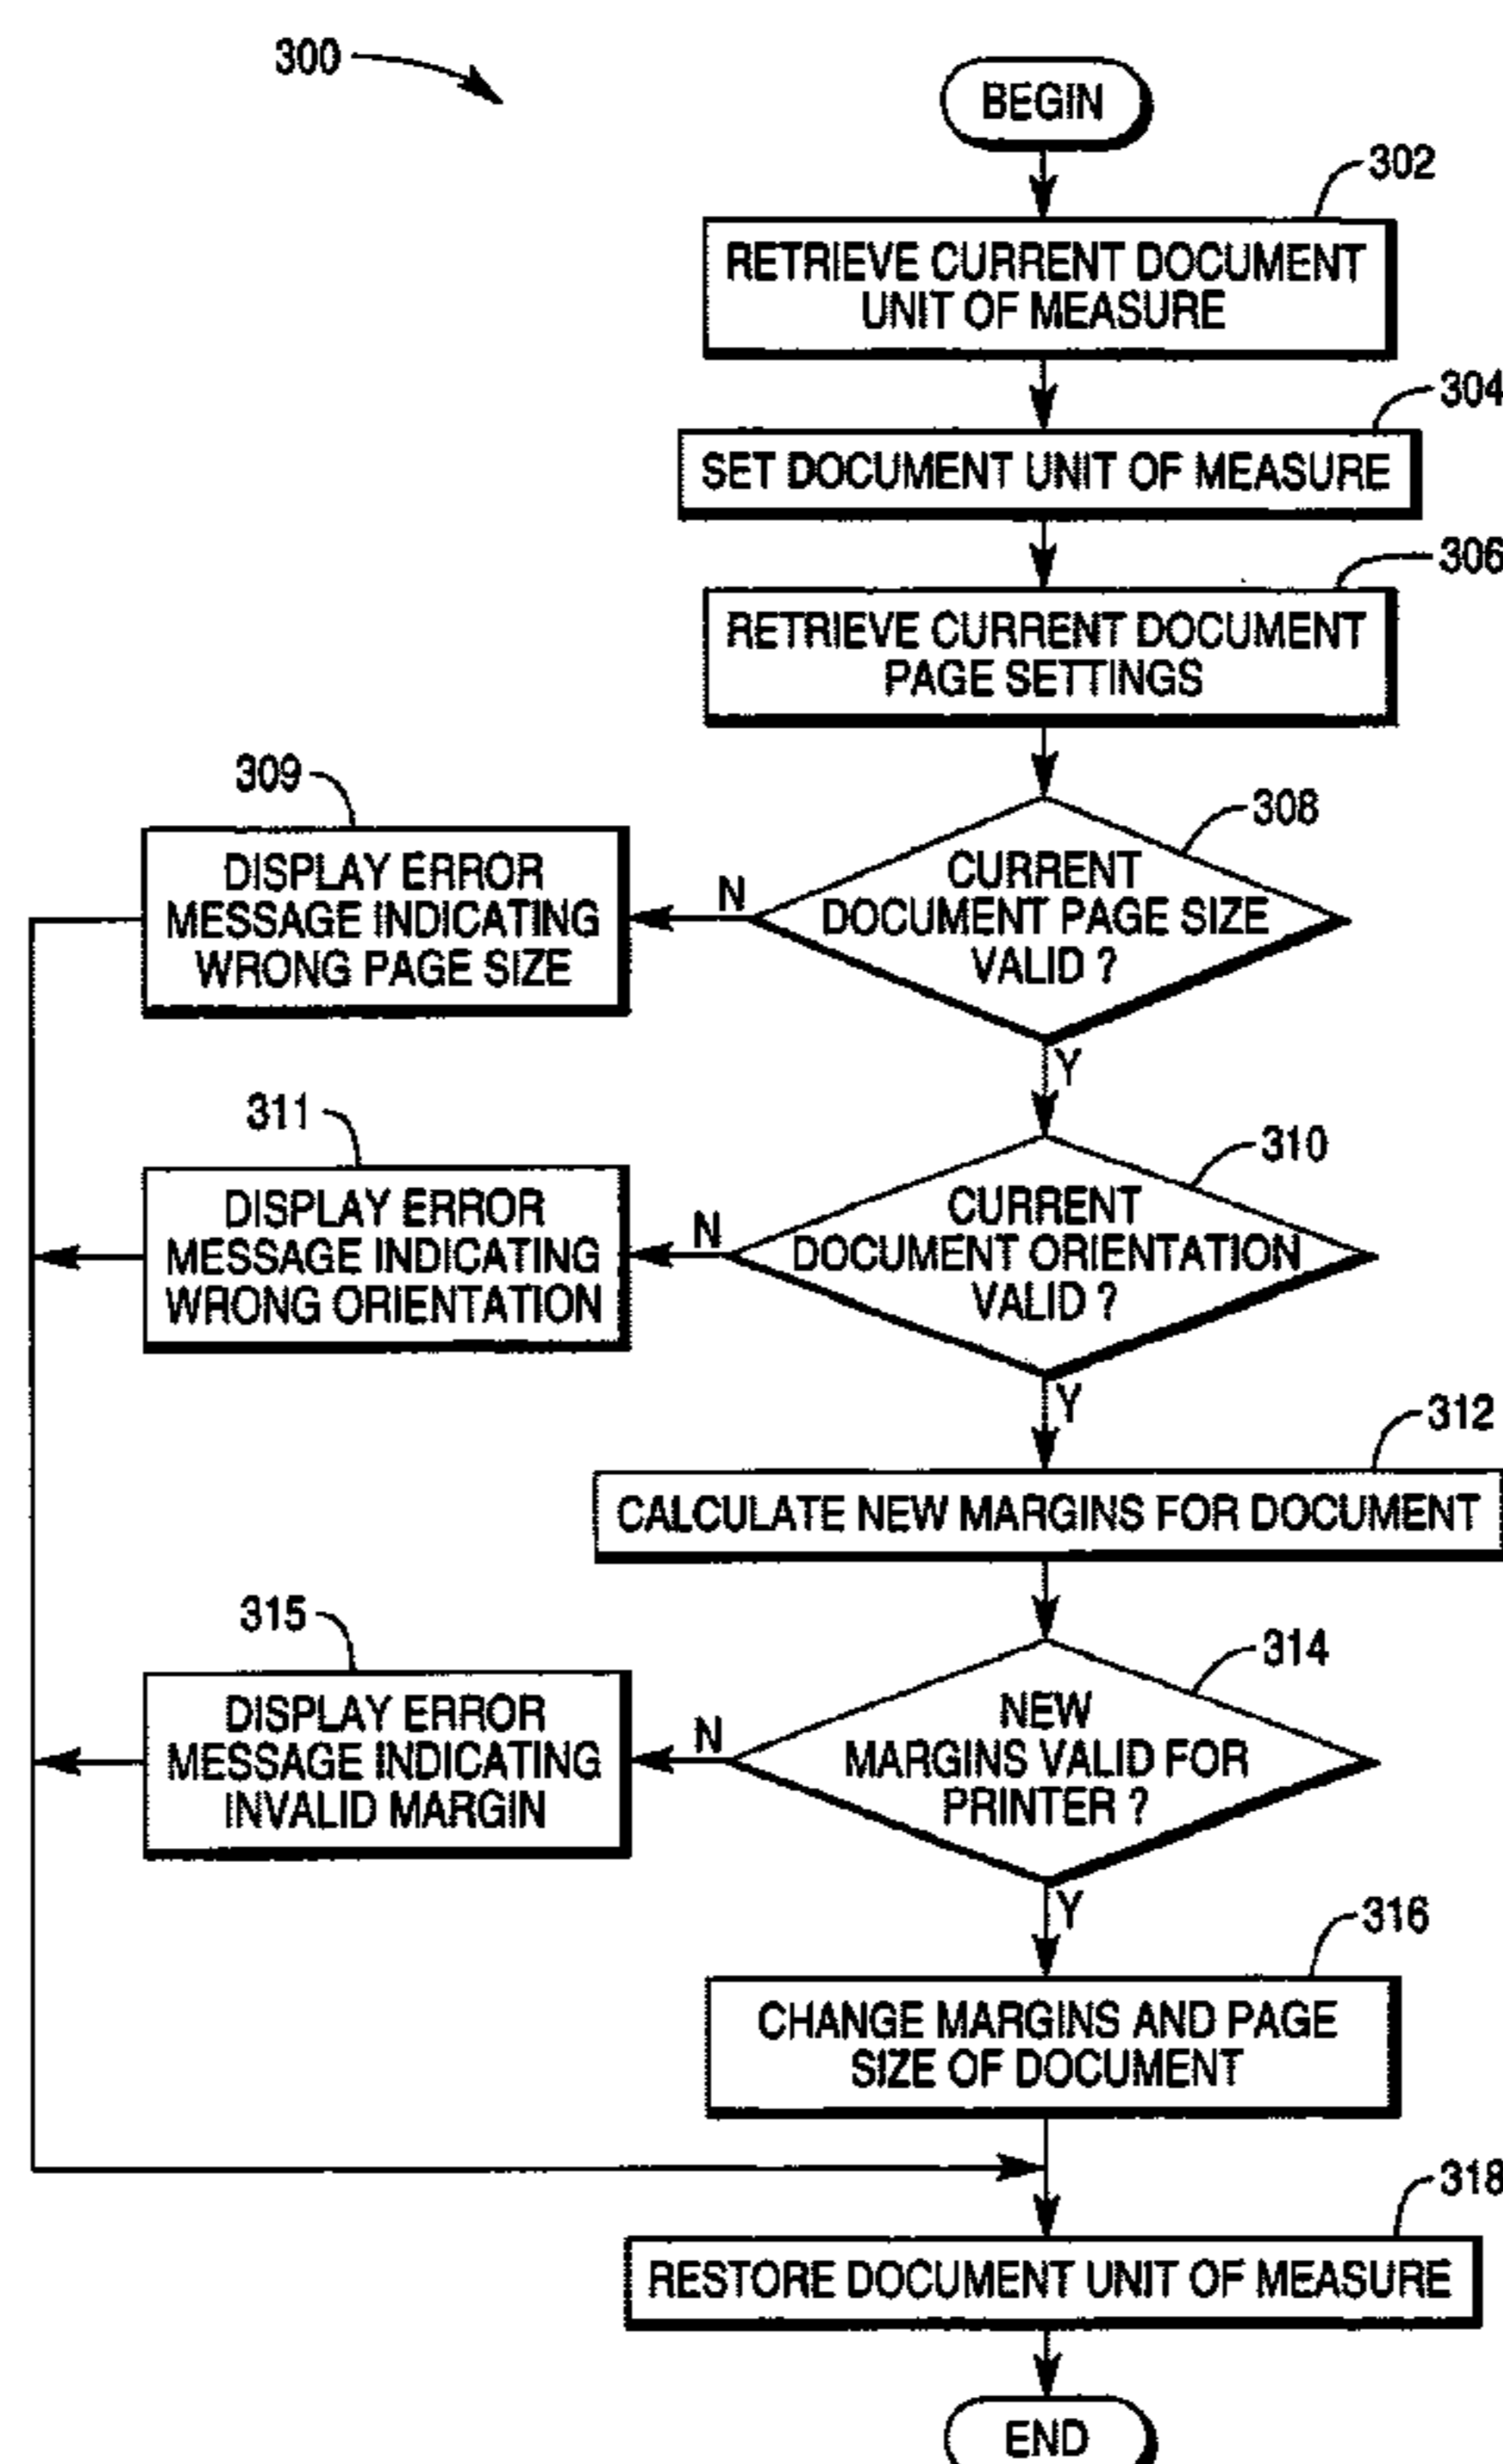 300
BEGIN
302
RETRIEVE CURRENT DOCUMENT
UNIT OF MEASURE
304
SET DOCUMENT UNIT OF MEASURE
306
RETRIEVE CURRENT DOCUMENT
PAGE SETTINGS
309
308
DISPLAY ERROR
MESSAGE INDICATING
WRONG PAGE SIZE
N
CURRENT
DOCUMENT PAGE SIZE
VALID ?
Y
311
310
DISPLAY ERROR
MESSAGE INDICATING
WRONG ORIENTATION
N
CURRENT
DOCUMENT ORIENTATION
VALID ?
Y
312
CALCULATE NEW MARGINS FOR DOCUMENT
315
314
DISPLAY ERROR
MESSAGE INDICATING
INVALID MARGIN
N
NEW
MARGINS VALID FOR
PRINTER ?
Y
316
CHANGE MARGINS AND PAGE
SIZE OF DOCUMENT
318
RESTORE DOCUMENT UNIT OF MEASURE
END